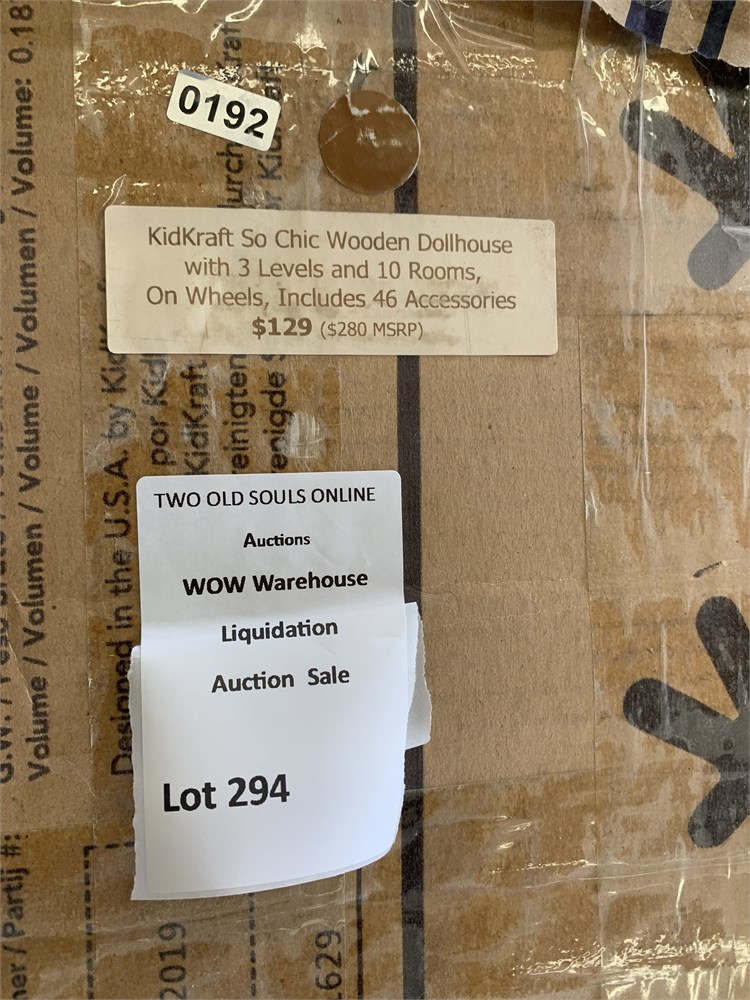 0192
KidKraft So Chic Wooden Dollhouse
with 3 Levels and 10 Rooms,
On Wheels, Includes 46 Accessories
$129 ($280 MSRP)
TWO OLD SOULS ONLINE
Auctions
WOW Warehouse
Liquidation
Auction Sale
Lot 294
Volume / Volumen / Volume / Volumen / Volume: 0.18
Designed in the U.S.A. by
por
KidKraft
2019